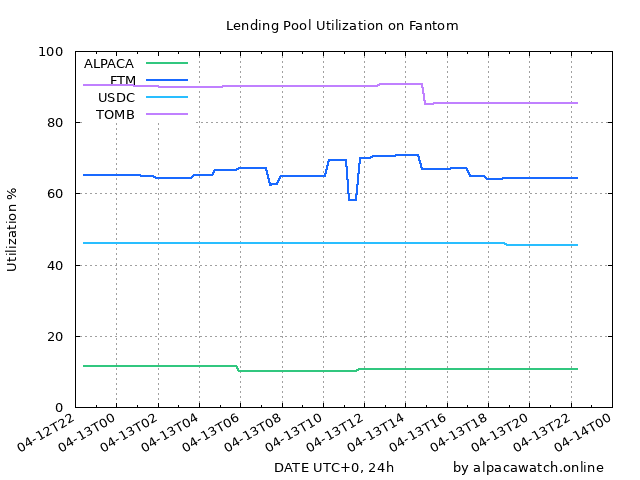 Lending Pool Utilization on Fantom
Utilization %
100
80
60
40
20
0
ALPACA
FTM
USDC
TOMB
04-12T22
04-13T00
04-13T02
04-13T04
04-13T06
04-13T08
04-13T10
04-13T12
04-13T14
04-13T16
04-13T18
04-13T20
04-13T22
04-14T00
DATE UTC+0, 24h
by alpacawatch.online